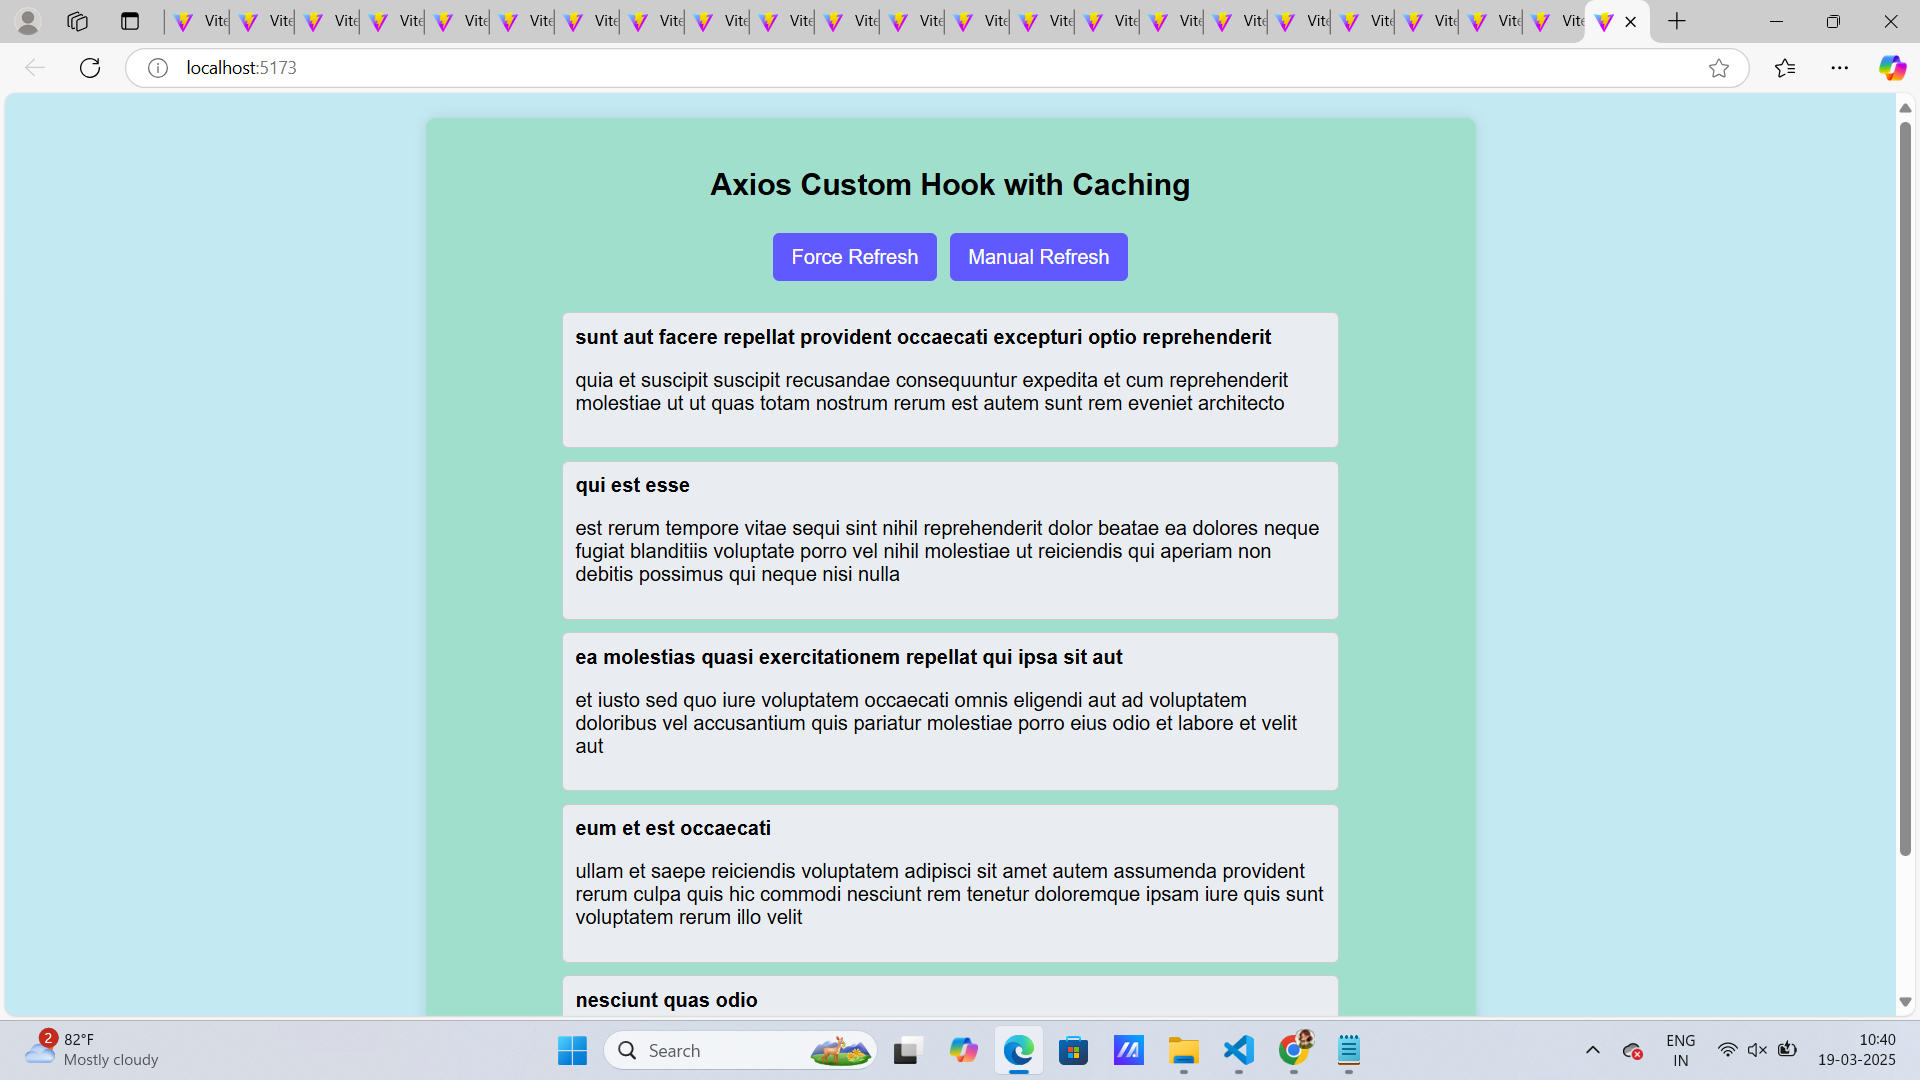 Vite Vite Vite Vite Vite Vite Vite Vite Vite Vite Vite Vite Vite Vite Vite Vite Vite Vite Vite Vite Vite Vite
localhost:5173
Axios Custom Hook with Caching
Force Refresh
Manual Refresh
sunt aut facere repellat provident occaecati excepturi optio reprehenderit
quia et suscipit suscipit recusandae consequuntur expedita et cum reprehenderit
molestiae ut ut quas totam nostrum rerum est autem sunt rem eveniet architecto
qui est esse
est rerum tempore vitae sequi sint nihil reprehenderit dolor beatae ea dolores neque
fugiat blanditiis voluptate porro vel nihil molestiae ut reiciendis qui aperiam non
debitis possimus qui neque nisi nulla
ea molestias quasi exercitationem repellat qui ipsa sit aut
et iusto sed quo iure voluptatem occaecati omnis eligendi aut ad voluptatem
doloribus vel accusantium quis pariatur molestiae porro eius odio et labore et velit
aut
eum et est occaecati
ullam et saepe reiciendis voluptatem adipisci sit amet autem assumenda provident
rerum culpa quis hic commodi nesciunt rem tenetur doloremque ipsam iure quis sunt
voluptatem rerum illo velit
nesciunt quas odio
2
82°F
Mostly cloudy
Search
ENG
IN
10:40
19-03-2025